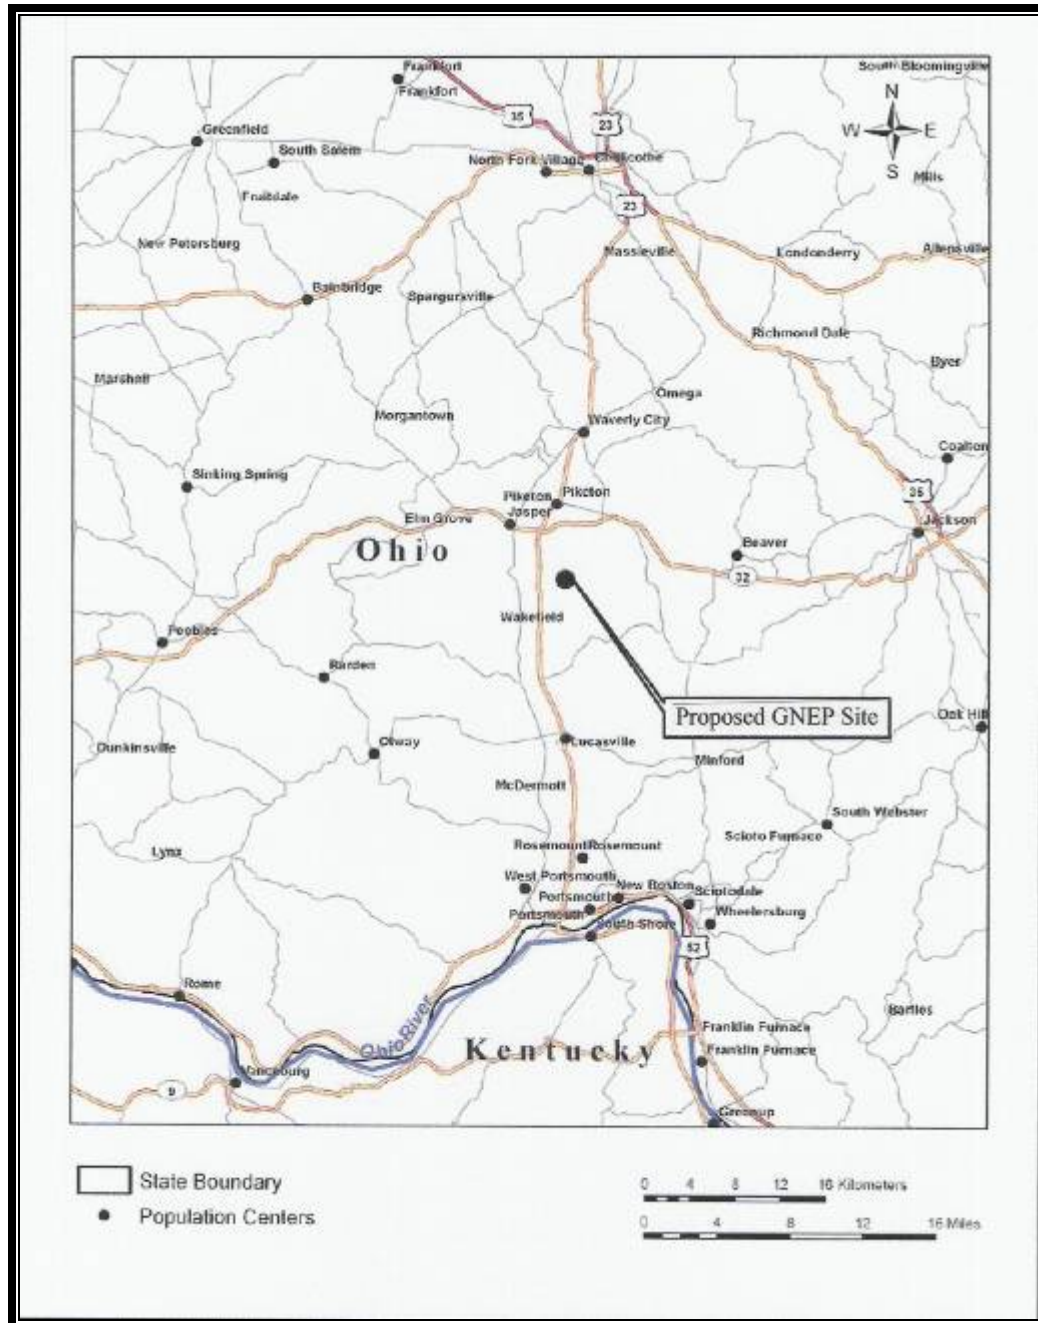 Frankfort
South Bloomingville
Frankfort
N
35
23
Greenfield
W E
South Salem
North Fork Village
Chillicothe
S
Mills
Fruitdale
23
New Petersburg
Massieville
Londonderry
Allensville
Bainbridge
Spargursville
Richmond Dale
Byer
Marshall
Omega
Morgantown
Waverly City
Coalton
Sinking Spring
Piketon
Piketon
35
Jasper
Elm Grove
Jackson
Ohio
Beaver
32
Wakefield
Peebles
Rarden
Proposed GNEP Site
Oak Hill
Dunkinsville
Otway
Lucasville
Minford
McDermott
South Webster
Scioto Furnace
Rosemount
Rosemount
Lynx
West Portsmouth
New Boston
Sciotodale
Portsmouth
Portsmouth
Wheelersburg
South Shore
52
Rome
Bartles
Ohio River
Franklin Furnace
Kentucky
Franklin Furnace
Vanceburg
9
Greenup
State Boundary
0 4 8 12 16 Kilometers
Population Centers
0 4 8 12 16 Miles